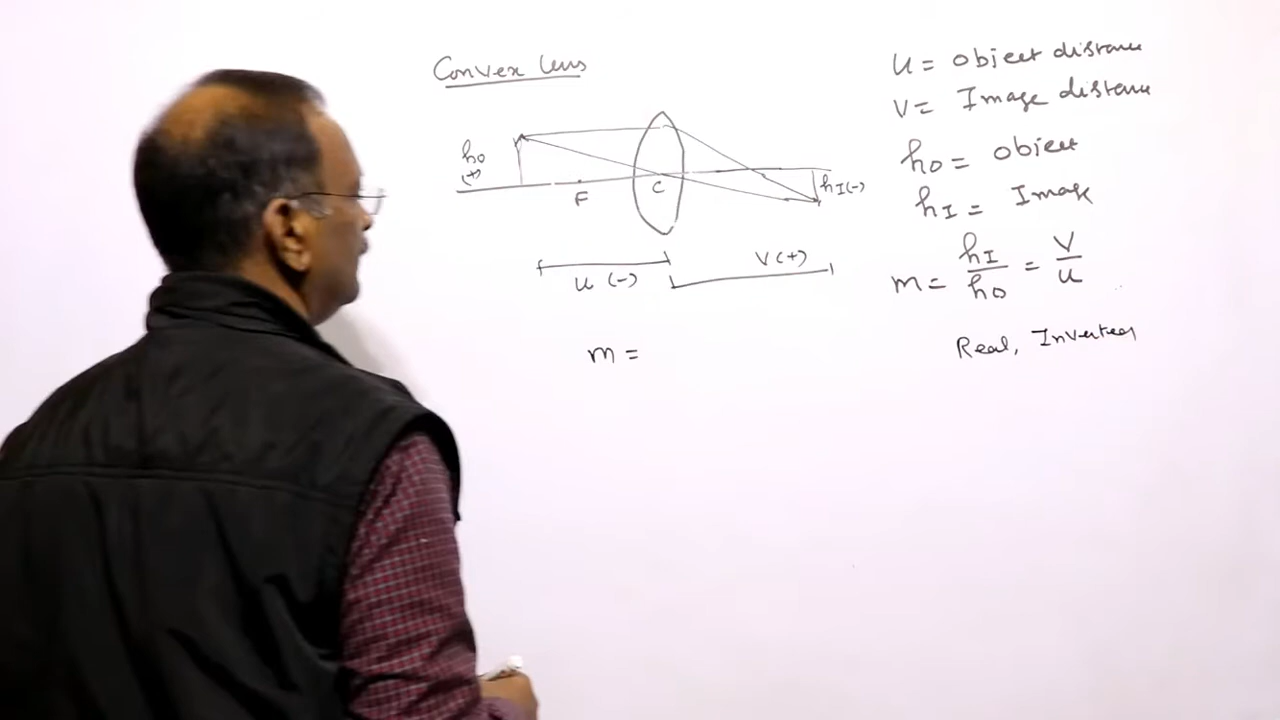 Convex lens
ho
(+)
F
C
hI(-)
u (-)
V(+)
m =
u = object distance
v = Image distance
ho = object
hI = Image
m = hI/ho = v/u
Real, Inverted